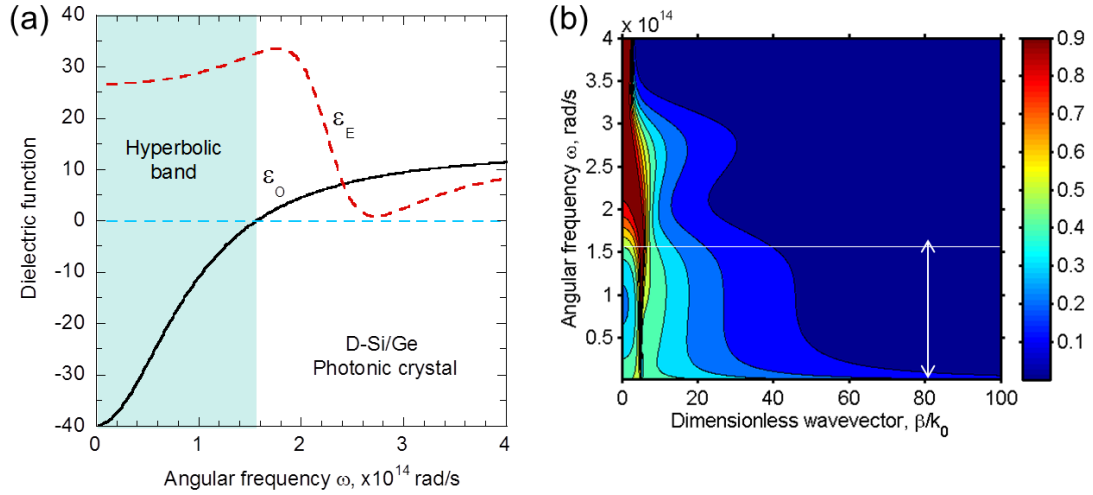 (a)
40
30
20
10
0
-10
-20
-30
-40
Dielectric function
Hyperbolic
band
εE
εO
D-Si/Ge
Photonic crystal
0
1
2
3
4
Angular frequency ω, x10^14 rad/s
(b)
x 10^14
4
3.5
3
2.5
2
1.5
1
0.5
Angular frequency ω, rad/s
0
20
40
60
80
100
Dimensionless wavevector, β/k0
0.9
0.8
0.7
0.6
0.5
0.4
0.3
0.2
0.1